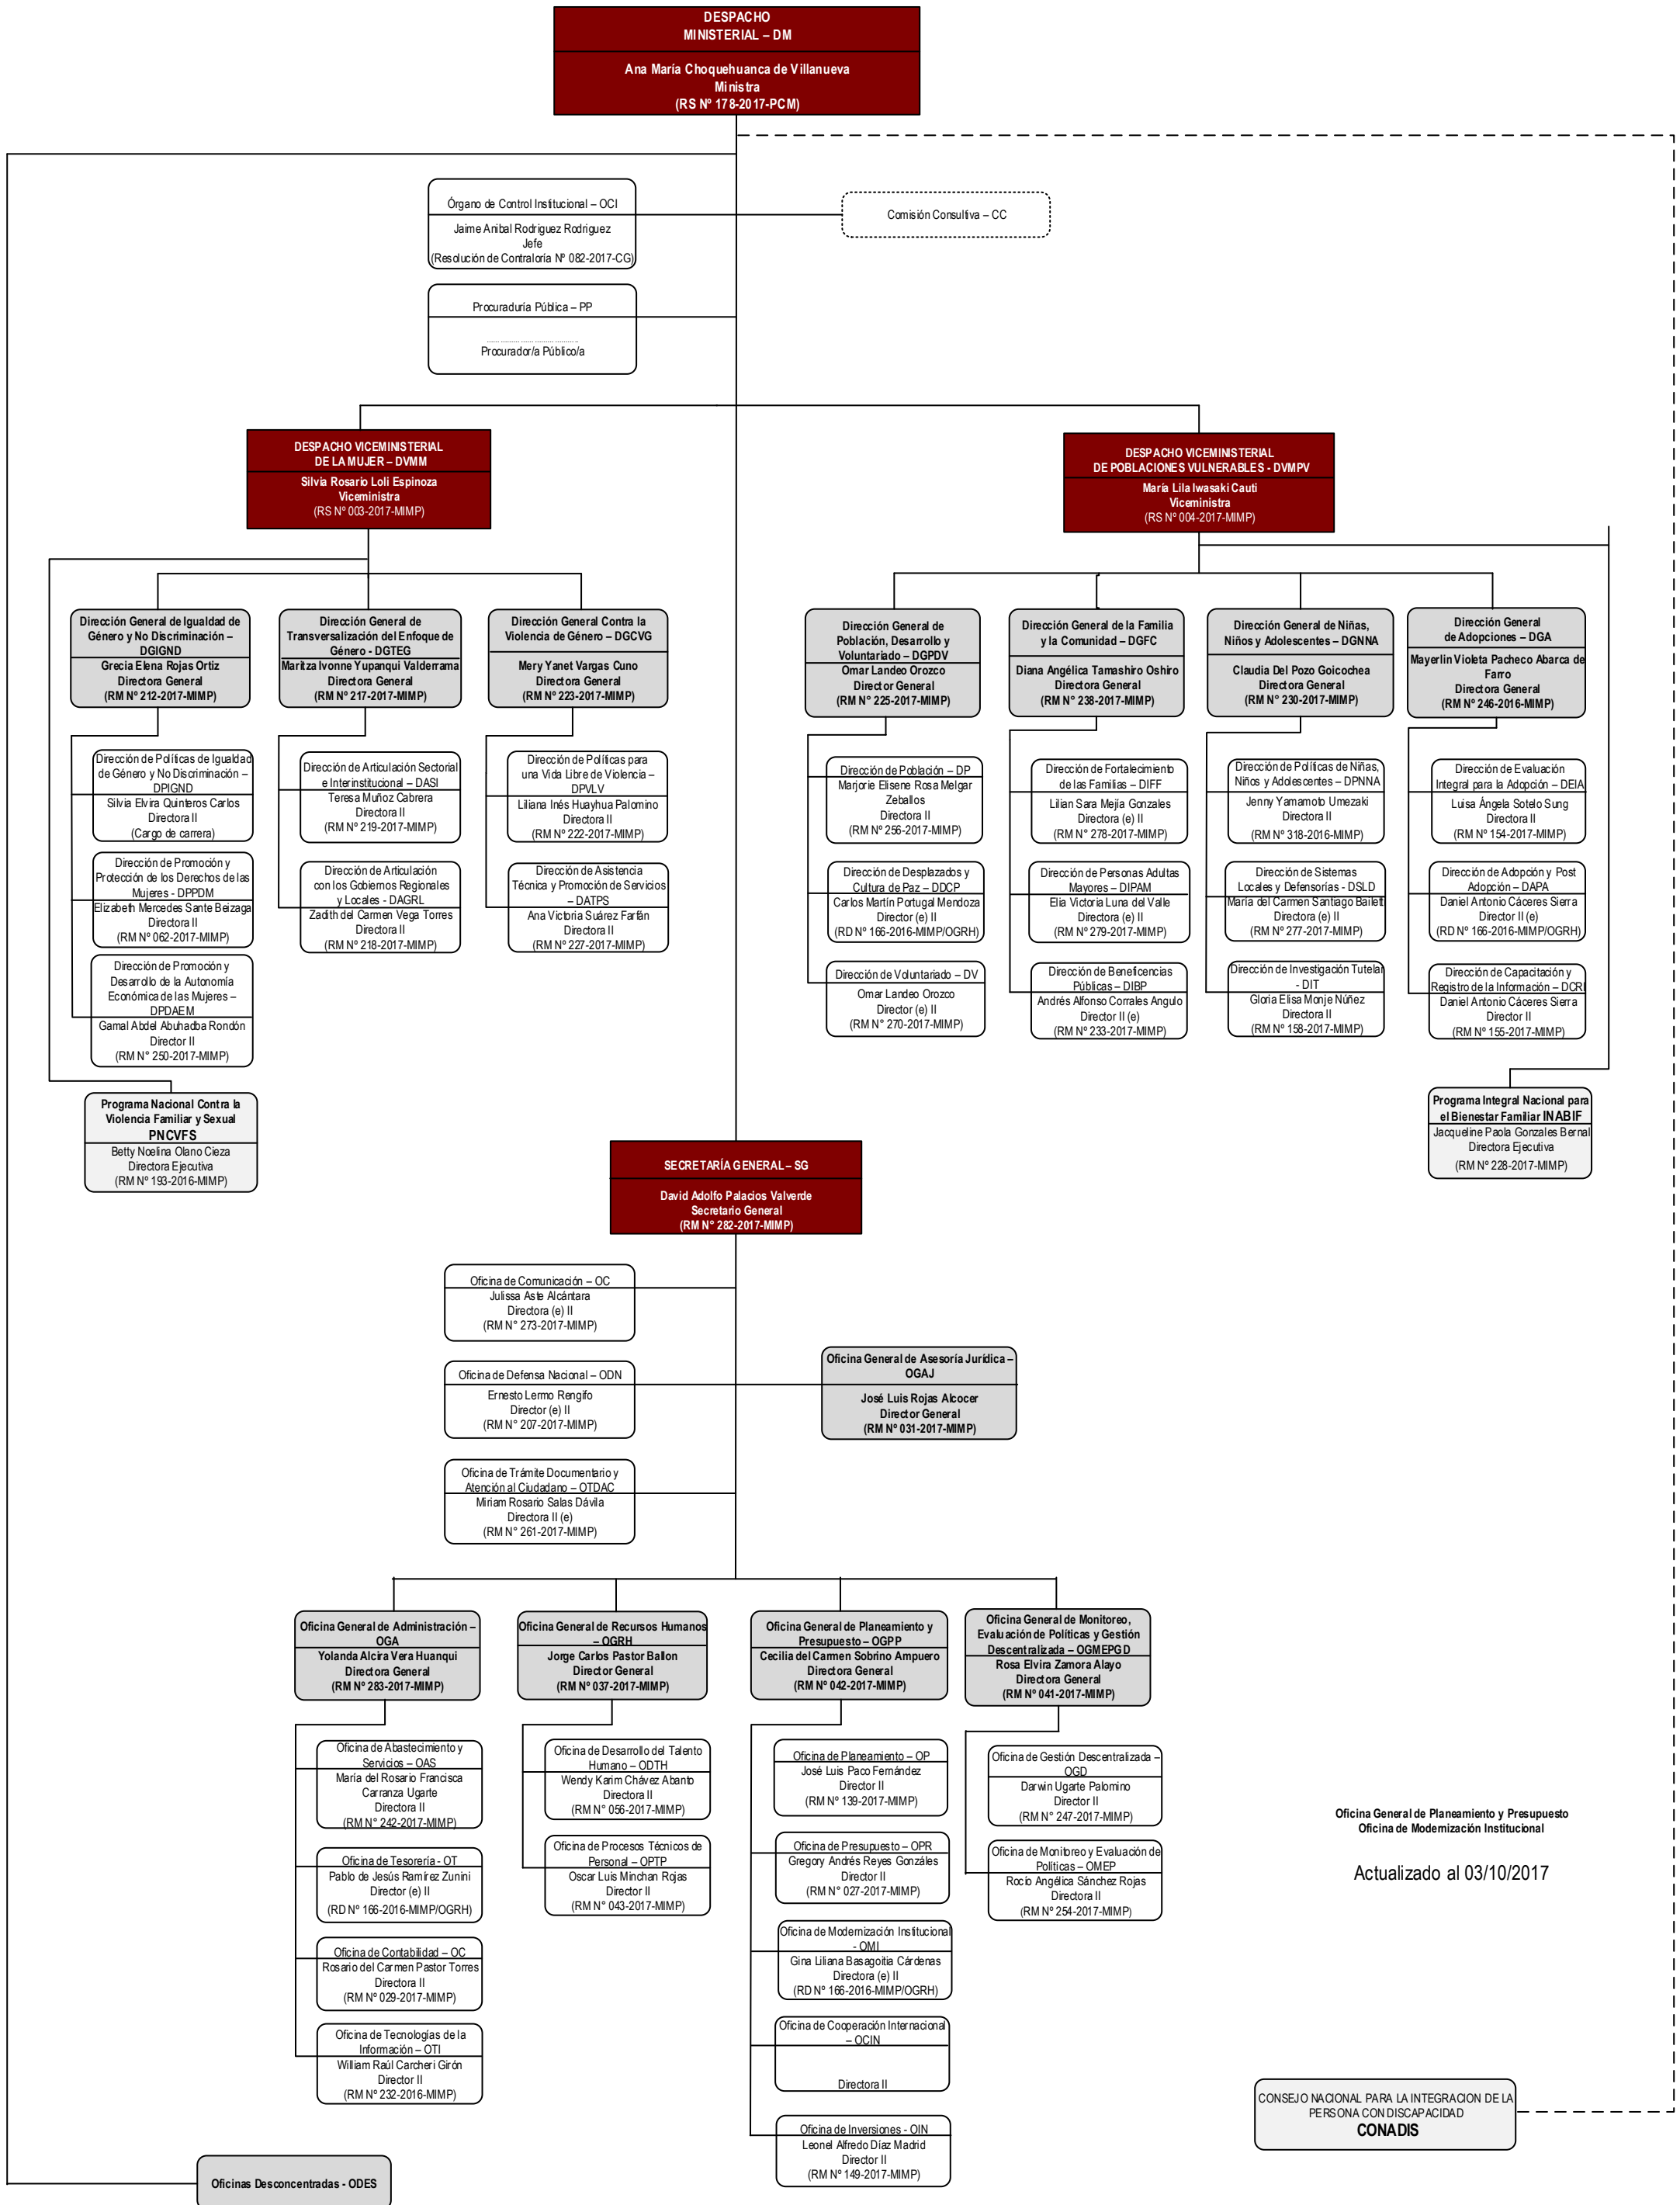 DESPACHO
MINISTERIAL – DM
Ana María Choquehuanca de Villanueva
Ministra
(RS Nº 178-2017-PCM)
Órgano de Control Institucional – OCI
Jaime Anibal Rodriguez Rodriguez
Jefe
(Resolución de Contraloría Nº 082-2017-CG)
Comisión Consultiva – CC
Procuraduría Pública – PP
......................................
Procurador/a Público/a
DESPACHO VICEMINISTERIAL
DE LA MUJER – DVMM
Silvia Rosario Loli Espinoza
Viceministra
(RS Nº 003-2017-MIMP)
DESPACHO VICEMINISTERIAL
DE POBLACIONES VULNERABLES - DVMPV
María Lila Iwasaki Cauti
Viceministra
(RS Nº 004-2017-MIMP)
Dirección General de Igualdad de
Género y No Discriminación –
DGIGND
Grecia Elena Rojas Ortiz
Directora General
(RM Nº 212-2017-MIMP)
Dirección General de
Transversalización del Enfoque de
Género - DGTEG
Maritza Ivonne Yupanqui Valderrama
Directora General
(RM Nº 217-2017-MIMP)
Dirección General Contra la
Violencia de Género – DGCVG
Mery Yanet Vargas Cuno
Directora General
(RM Nº 223-2017-MIMP)
Dirección General de
Población, Desarrollo y
Voluntariado – DGPDV
Omar Landeo Orozco
Director General
(RM N° 225-2017-MIMP)
Dirección General de la Familia
y la Comunidad – DGFC
Diana Angélica Tamashiro Oshiro
Directora General
(RM N° 238-2017-MIMP)
Dirección General de Niñas,
Niños y Adolescentes – DGNNA
Claudia Del Pozo Goicochea
Directora General
(RM N° 230-2017-MIMP)
Dirección General
de Adopciones – DGA
Mayerlin Violeta Pacheco Abarca de
Farro
Directora General
(RM Nº 246-2016-MIMP)
Dirección de Políticas de Igualdad
de Género y No Discriminación –
DPIGND
Silvia Elvira Quinteros Carlos
Directora II
(Cargo de carrera)
Dirección de Promoción y
Protección de los Derechos de las
Mujeres - DPPDM
Elizabeth Mercedes Sante Beizaga
Directora II
(RM Nº 062-2017-MIMP)
Dirección de Promoción y
Desarrollo de la Autonomía
Económica de las Mujeres –
DPDAEM
Gamal Abdel Abuhadba Rondón
Director II
(RM N° 250-2017-MIMP)
Dirección de Articulación Sectorial
e Interinstitucional – DASI
Teresa Muñoz Cabrera
Directora II
(RM Nº 219-2017-MIMP)
Dirección de Articulación
con los Gobiernos Regionales
y Locales - DAGRL
Zadith del Carmen Vega Torres
Directora II
(RM N° 218-2017-MIMP)
Dirección de Políticas para
una Vida Libre de Violencia –
DPVLV
Liliana Inés Huayhua Palomino
Directora II
(RM Nº 222-2017-MIMP)
Dirección de Asistencia
Técnica y Promoción de Servicios
– DATPS
Ana Victoria Suárez Farfán
Directora II
(RM N° 227-2017-MIMP)
Dirección de Población – DP
Marjorie Elisene Rosa Melgar
Zeballos
Directora II
(RM N° 256-2017-MIMP)
Dirección de Desplazados y
Cultura de Paz – DDCP
Carlos Martín Portugal Mendoza
Director (e) II
(RD N° 166-2016-MIMP/OGRH)
Dirección de Voluntariado – DV
Omar Landeo Orozco
Director (e) II
(RM N° 270-2017-MIMP)
Dirección de Fortalecimiento
de las Familias – DIFF
Lilian Sara Mejía Gonzales
Directora (e) II
(RM N° 278-2017-MIMP)
Dirección de Personas Adultas
Mayores – DIPAM
Elia Victoria Luna del Valle
Directora (e) II
(RM N° 279-2017-MIMP)
Dirección de Beneficencias
Públicas – DIBP
Andrés Alfonso Corrales Angulo
Director II (e)
(RM N° 233-2017-MIMP)
Dirección de Políticas de Niñas,
Niños y Adolescentes – DPNNA
Jenny Yamamoto Umezaki
Directora II
(RM Nº 318-2016-MIMP)
Dirección de Sistemas
Locales y Defensorías - DSLD
María del Carmen Santiago Bailett
Directora (e) II
(RM N° 277-2017-MIMP)
Dirección de Investigación Tutelar
- DIT
Gloria Elisa Monje Núñez
Directora II
(RM Nº 158-2017-MIMP)
Dirección de Evaluación
Integral para la Adopción – DEIA
Luisa Ángela Sotelo Sung
Directora II
(RM N° 154-2017-MIMP)
Dirección de Adopción y Post
Adopción – DAPA
Daniel Antonio Cáceres Sierra
Director II (e)
(RD Nº 166-2016-MIMP/OGRH)
Dirección de Capacitación y
Registro de la Información – DCRI
Daniel Antonio Cáceres Sierra
Director II
(RM N° 155-2017-MIMP)
Programa Nacional Contra la
Violencia Familiar y Sexual
PNCVFS
Betty Noelina Olano Cieza
Directora Ejecutiva
(RM Nº 193-2016-MIMP)
Programa Integral Nacional para
el Bienestar Familiar INABIF
Jacqueline Paola Gonzales Bernal
Directora Ejecutiva
(RM Nº 228-2017-MIMP)
SECRETARÍA GENERAL – SG
David Adolfo Palacios Valverde
Secretario General
(RM N° 282-2017-MIMP)
Oficina de Comunicación – OC
Julissa Aste Alcántara
Directora (e) II
(RM N° 273-2017-MIMP)
Oficina de Defensa Nacional – ODN
Ernesto Lermo Rengifo
Director (e) II
(RM N° 207-2017-MIMP)
Oficina General de Asesoría Jurídica –
OGAJ
José Luis Rojas Alcocer
Director General
(RM Nº 031-2017-MIMP)
Oficina de Trámite Documentario y
Atención al Ciudadano – OTDAC
Miriam Rosario Salas Dávila
Directora II (e)
(RM N° 261-2017-MIMP)
Oficina General de Administración –
OGA
Yolanda Alcira Vera Huanqui
Directora General
(RM Nº 283-2017-MIMP)
Oficina General de Recursos Humanos
– OGRH
Jorge Carlos Pastor Ballon
Director General
(RM Nº 037-2017-MIMP)
Oficina General de Planeamiento y
Presupuesto – OGPP
Cecilia del Carmen Sobrino Ampuero
Directora General
(RM Nº 042-2017-MIMP)
Oficina General de Monitoreo,
Evaluación de Políticas y Gestión
Descentralizada – OGMEPGD
Rosa Elvira Zamora Alayo
Directora General
(RM Nº 041-2017-MIMP)
Oficina de Abastecimiento y
Servicios – OAS
María del Rosario Francisca
Carranza Ugarte
Directora II
(RM N° 242-2017-MIMP)
Oficina de Tesorería - OT
Pablo de Jesús Ramírez Zunini
Director (e) II
(RD Nº 166-2016-MIMP/OGRH)
Oficina de Contabilidad – OC
Rosario del Carmen Pastor Torres
Directora II
(RM Nº 029-2017-MIMP)
Oficina de Tecnologías de la
Información – OTI
William Raúl Carcheri Girón
Director II
(RM N° 232-2016-MIMP)
Oficina de Desarrollo del Talento
Humano – ODTH
Wendy Karim Chávez Abanto
Directora II
(RM N° 056-2017-MIMP)
Oficina de Procesos Técnicos de
Personal – OPTP
Oscar Luis Minchan Rojas
Director II
(RM N° 043-2017-MIMP)
Oficina de Planeamiento – OP
José Luis Paco Fernández
Director II
(RM N° 139-2017-MIMP)
Oficina de Presupuesto – OPR
Gregory Andrés Reyes Gonzáles
Director II
(RM N° 027-2017-MIMP)
Oficina de Modernización Institucional
- OMI
Gina Liliana Basagoitia Cárdenas
Directora (e) II
(RD Nº 166-2016-MIMP/OGRH)
Oficina de Cooperación Internacional
– OCIN
Directora II
Oficina de Inversiones - OIN
Leonel Alfredo Díaz Madrid
Director II
(RM Nº 149-2017-MIMP)
Oficina de Gestión Descentralizada –
OGD
Darwin Ugarte Palomino
Director II
(RM N° 247-2017-MIMP)
Oficina de Monitoreo y Evaluación de
Políticas – OMEP
Rocío Angélica Sánchez Rojas
Directora II
(RM N° 254-2017-MIMP)
Oficina General de Planeamiento y Presupuesto
Oficina de Modernización Institucional
Actualizado al 03/10/2017
CONSEJO NACIONAL PARA LA INTEGRACION DE LA
PERSONA CON DISCAPACIDAD
CONADIS
Oficinas Desconcentradas - ODES